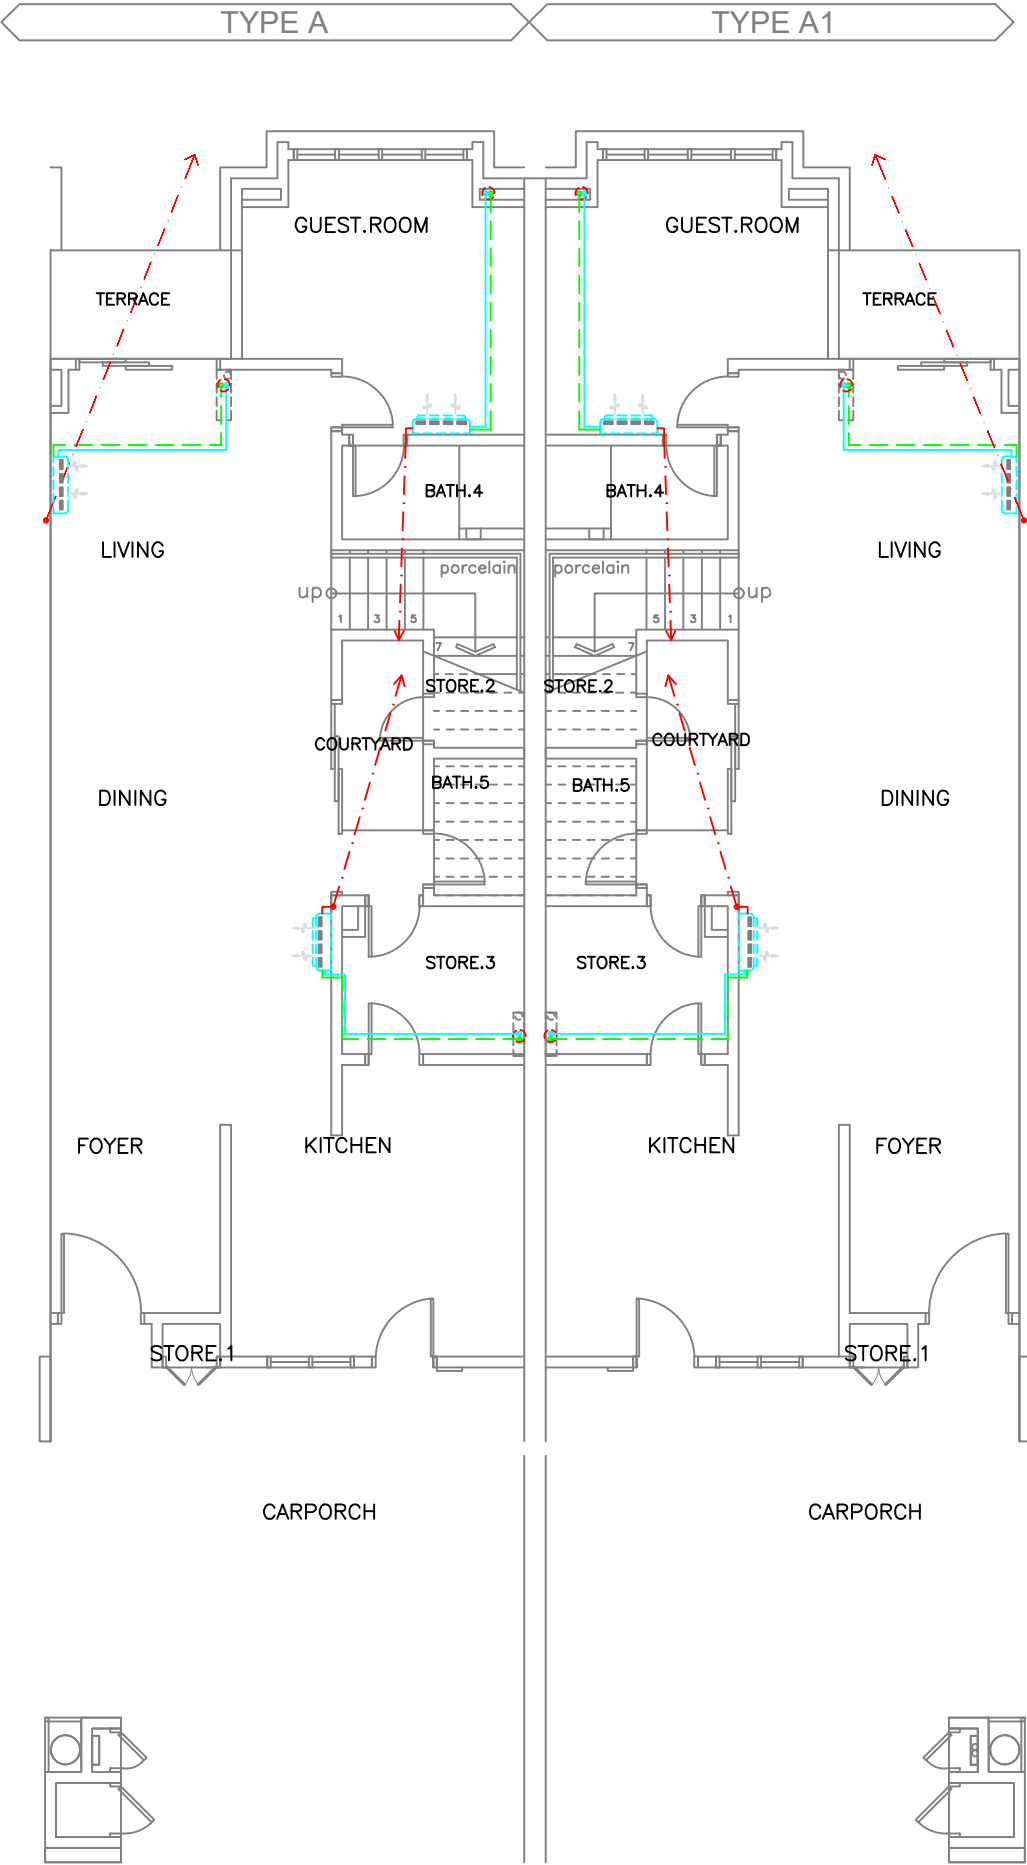 TYPE A TYPE A1
GUEST.ROOM GUEST.ROOM
TERRACE TERRACE
BATH.4 BATH.4
LIVING LIVING
porcelain porcelain
up up
1 3 5 5 3 1
7 7
STORE.2 STORE.2
COURTYARD COURTYARD
BATH.5 BATH.5
DINING DINING
STORE.3 STORE.3
FOYER KITCHEN KITCHEN FOYER
STORE.1 STORE.1
CARPORCH CARPORCH